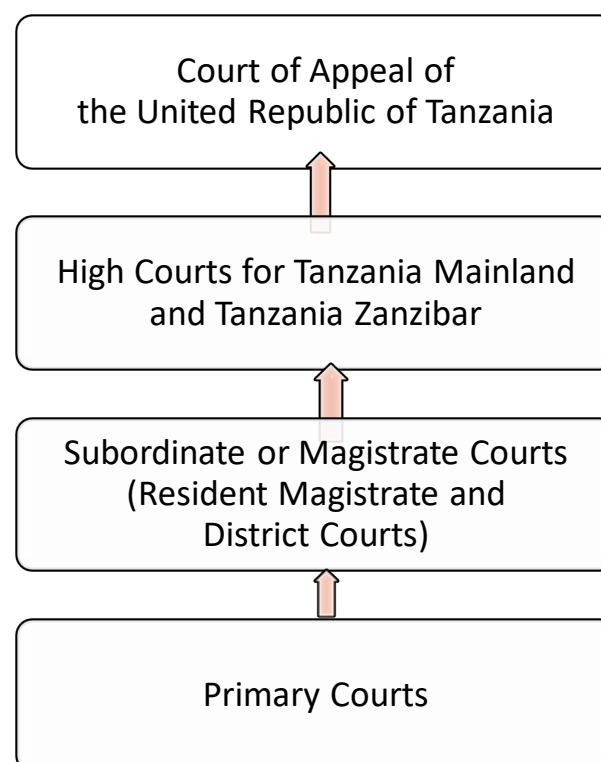 Court of Appeal of
the United Republic of Tanzania
High Courts for Tanzania Mainland
and Tanzania Zanzibar
Subordinate or Magistrate Courts
(Resident Magistrate and
District Courts)
Primary Courts